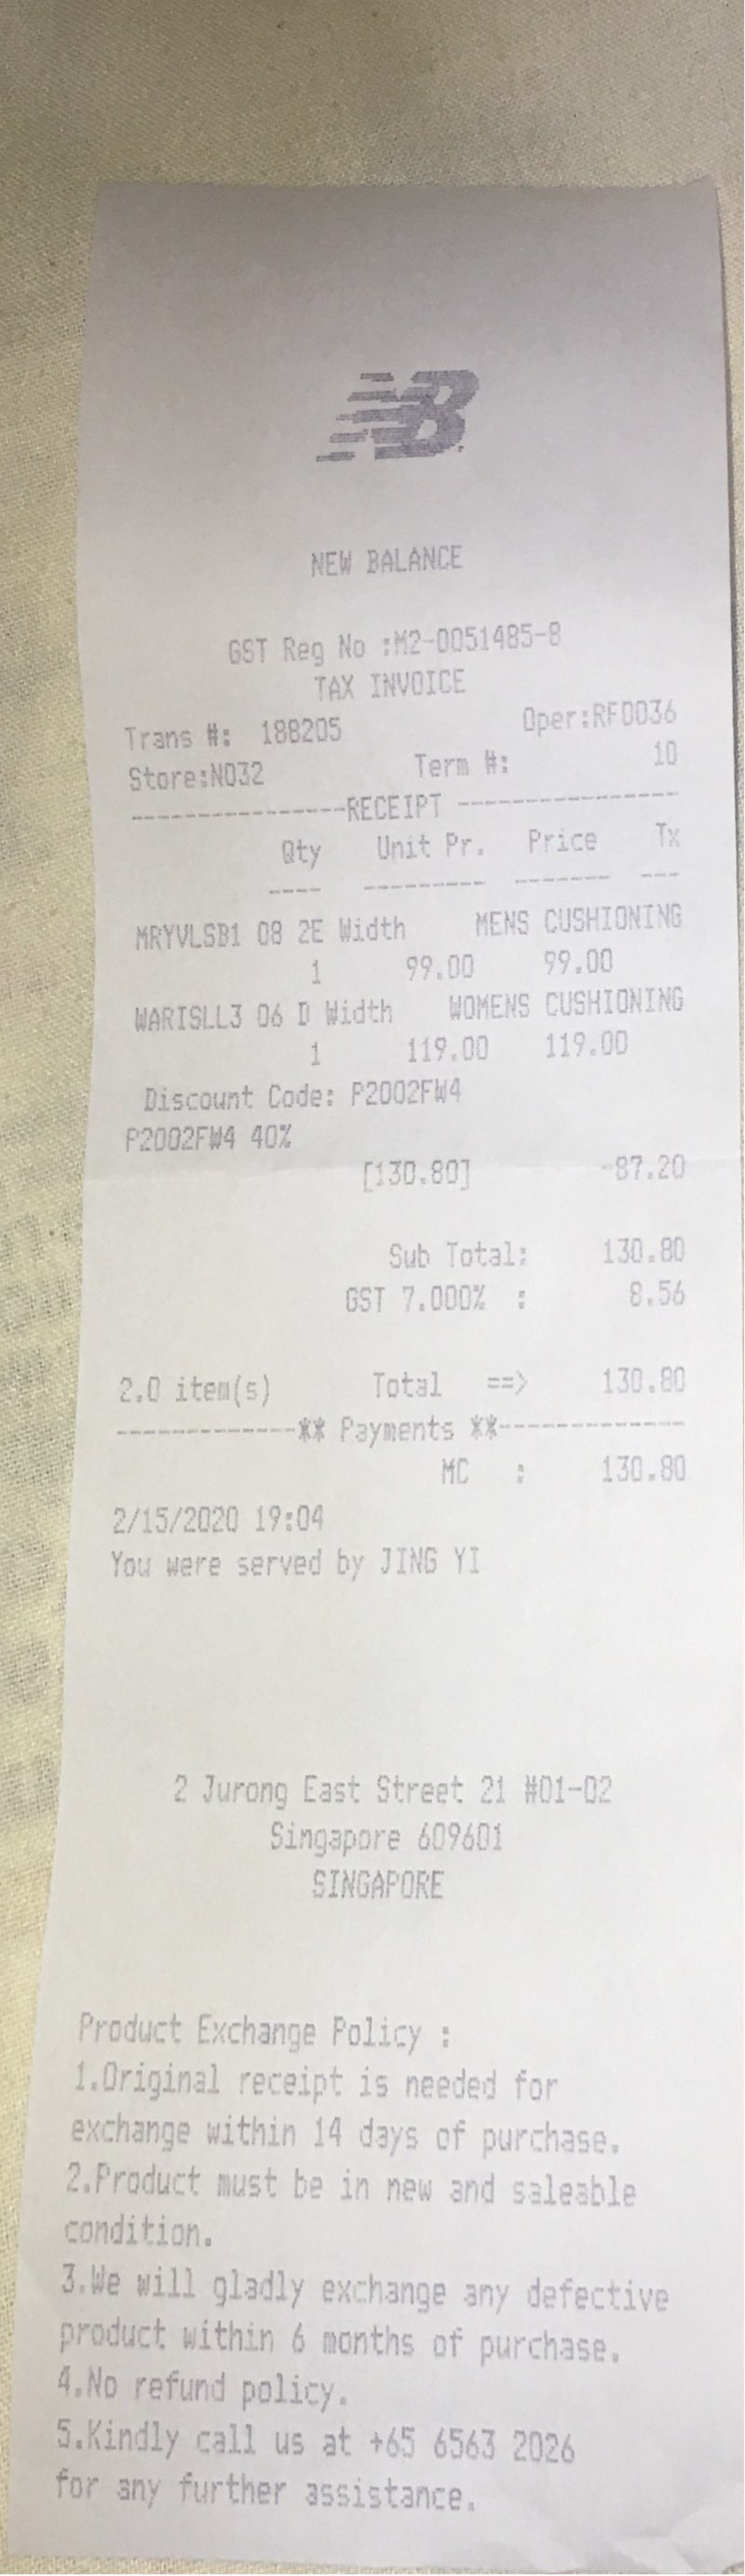 NB
NEW BALANCE
GST Reg No :M2-0051485-8
TAX INVOICE
Trans #: 188205 Oper:RF0036
Store:N032 Term #: 10
----------------RECEIPT ----------------
Qty Unit Pr. Price Tx
---- --------- ------- ---
MRYVLSB1 08 2E Width MENS CUSHIONING
1 99.00 99.00
WARISLL3 06 D Width WOMENS CUSHIONING
1 119.00 119.00
Discount Code: P2002FW4
P2002FW4 40%
[130.80] -87.20
Sub Total: 130.80
GST 7.000% : 8.56
2.0 item(s) Total ==> 130.80
-------------** Payments **-------------
MC : 130.80
2/15/2020 19:04
You were served by JING YI
2 Jurong East Street 21 #01-02
Singapore 609601
SINGAPORE
Product Exchange Policy :
1.Original receipt is needed for
exchange within 14 days of purchase.
2.Product must be in new and saleable
condition.
3.We will gladly exchange any defective
product within 6 months of purchase.
4.No refund policy.
5.Kindly call us at +65 6563 2026
for any further assistance.